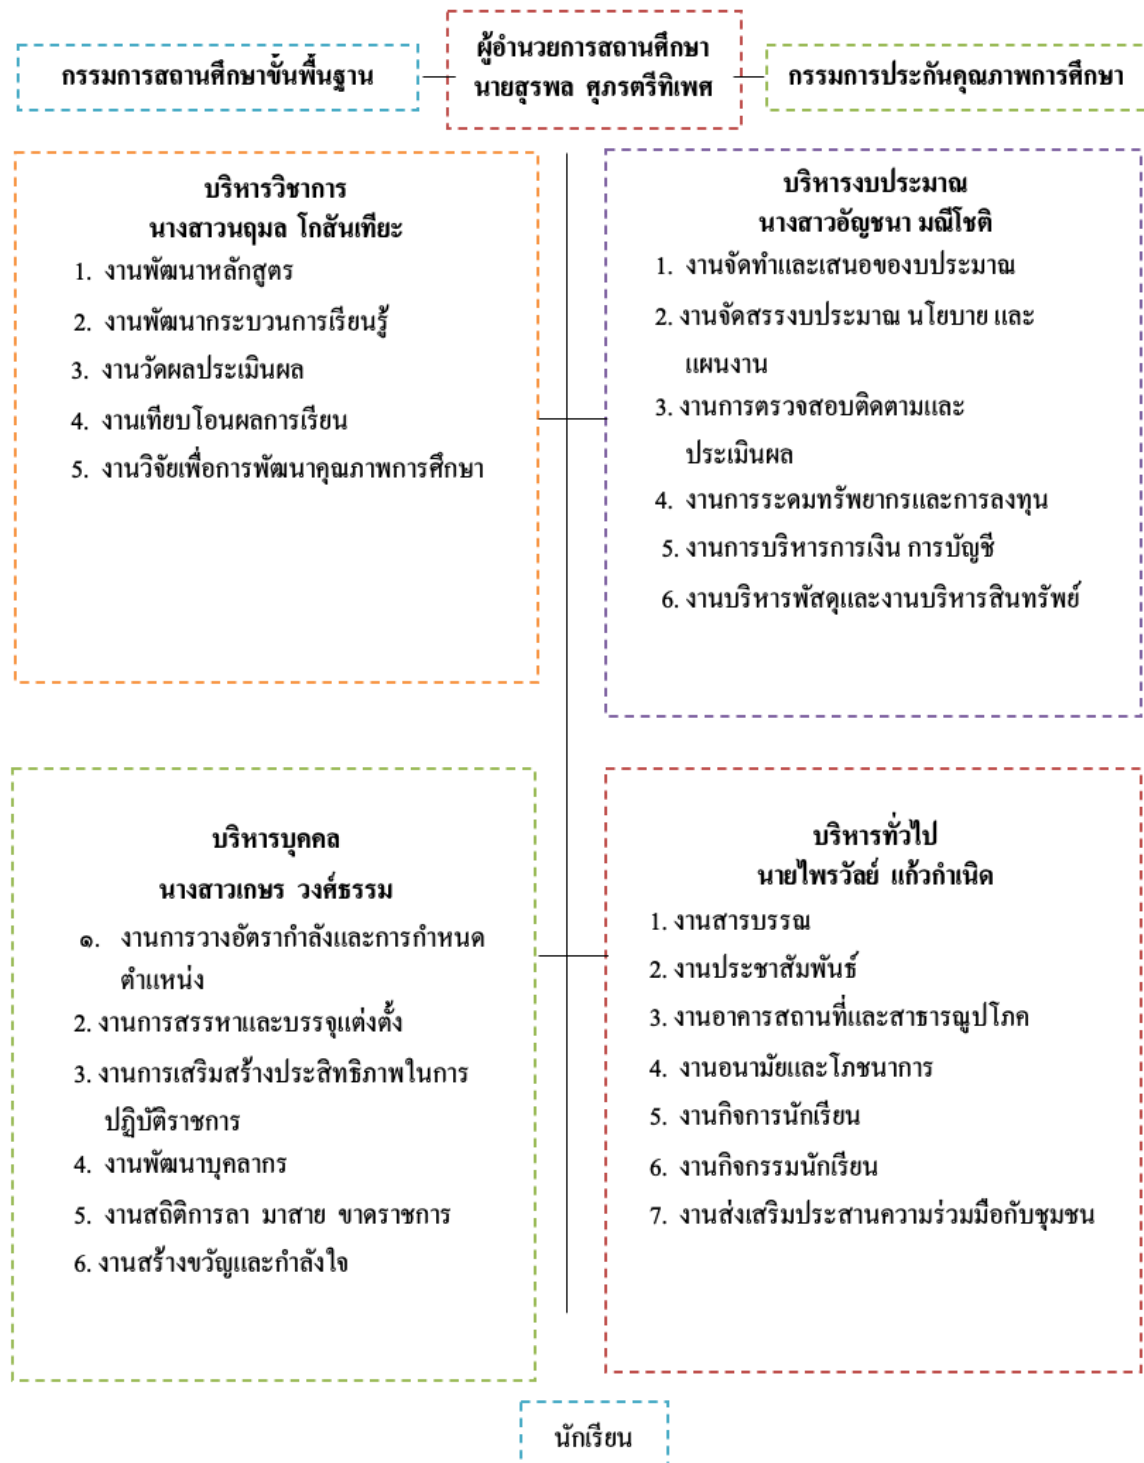 กรรมการสถานศึกษาขั้นพื้นฐาน
ผู้อำนวยการสถานศึกษา
นายสุรพล  ศุภรตรีทิเพศ
กรรมการประกันคุณภาพการศึกษา
บริหารวิชาการ
นางสาวนฤมล  โกสันเทียะ
1.  งานพัฒนาหลักสูตร
2.  งานพัฒนากระบวนการเรียนรู้
3.  งานวัดผลประเมินผล
4.  งานเทียบโอนผลการเรียน
5.  งานวิจัยเพื่อการพัฒนาคุณภาพการศึกษา
บริหารงบประมาณ
นางสาวอัญชนา มณีโชติ
1.  งานจัดทำและเสนอของบประมาณ
2. งานจัดสรรงบประมาณ นโยบาย และ
แผนงาน
3. งานการตรวจสอบติดตามและ
ประเมินผล
4.  งานการระดมทรัพยากรและการลงทุน
5. งานการบริหารการเงิน การบัญชี
6. งานบริหารพัสดุและงานบริหารสินทรัพย์
บริหารบุคคล
นางสาวเกษร  วงศ์ธรรม
๑.  งานการวางอัตรากำลังและการกำหนด
ตำแหน่ง
2. งานการสรรหาและบรรจุแต่งตั้ง
3. งานการเสริมสร้างประสิทธิภาพในการ
ปฏิบัติราชการ
4.  งานพัฒนาบุคลากร
5.  งานสถิติการลา  มาสาย  ขาดราชการ
6. งานสร้างขวัญและกำลังใจ
บริหารทั่วไป
นายไพรวัลย์  แก้วกำเนิด
1. งานสารบรรณ
2. งานประชาสัมพันธ์
3. งานอาคารสถานที่และสาธารณูปโภค
4.  งานอนามัยและโภชนาการ
5.  งานกิจการนักเรียน
6.  งานกิจกรรมนักเรียน
7.  งานส่งเสริมประสานความร่วมมือกับชุมชน
นักเรียน